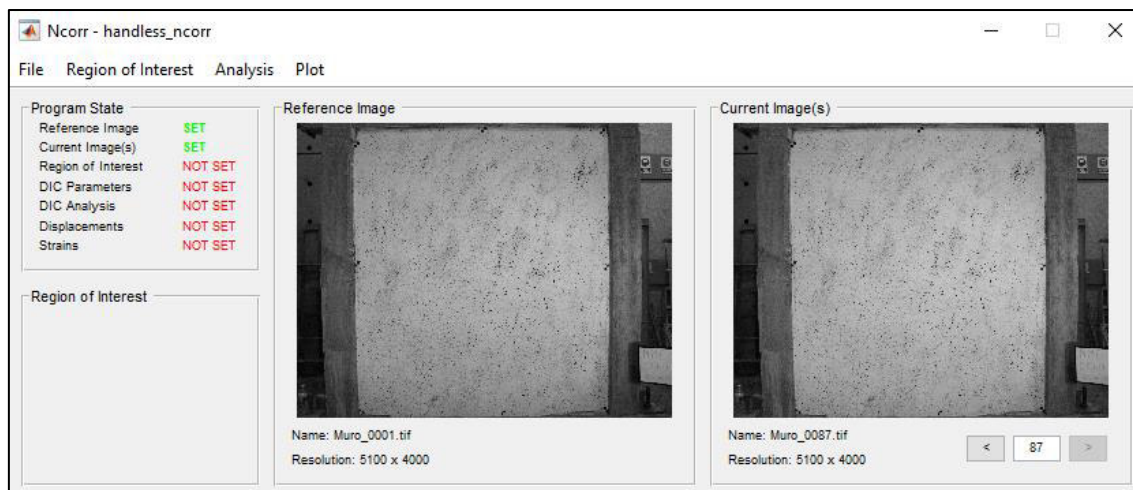 Ncorr - handless_ncorr
File Region of Interest Analysis Plot
Program State
Reference Image SET
Current Image(s) SET
Region of Interest NOT SET
DIC Parameters NOT SET
DIC Analysis NOT SET
Displacements NOT SET
Strains NOT SET
Region of Interest
Reference Image
Name: Muro_0001.tif
Resolution: 5100 x 4000
Current Image(s)
Name: Muro_0087.tif
Resolution: 5100 x 4000
< 87 >